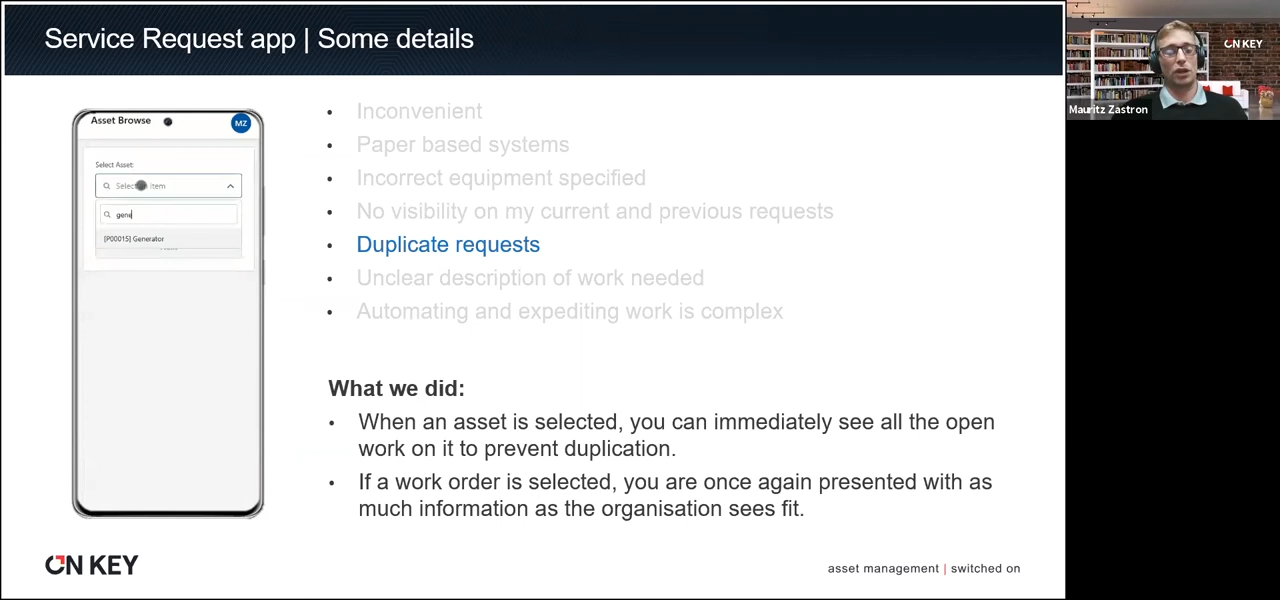 Service Request app | Some details
Asset Browse
MZ
Select Asset:
gene
[P00015] Generator
• Inconvenient
• Paper based systems
• Incorrect equipment specified
• No visibility on my current and previous requests
• Duplicate requests
• Unclear description of work needed
• Automating and expediting work is complex
What we did:
• When an asset is selected, you can immediately see all the open
work on it to prevent duplication.
• If a work order is selected, you are once again presented with as
much information as the organisation sees fit.
ON KEY
asset management | switched on
ON KEY
Mauritz Zastron